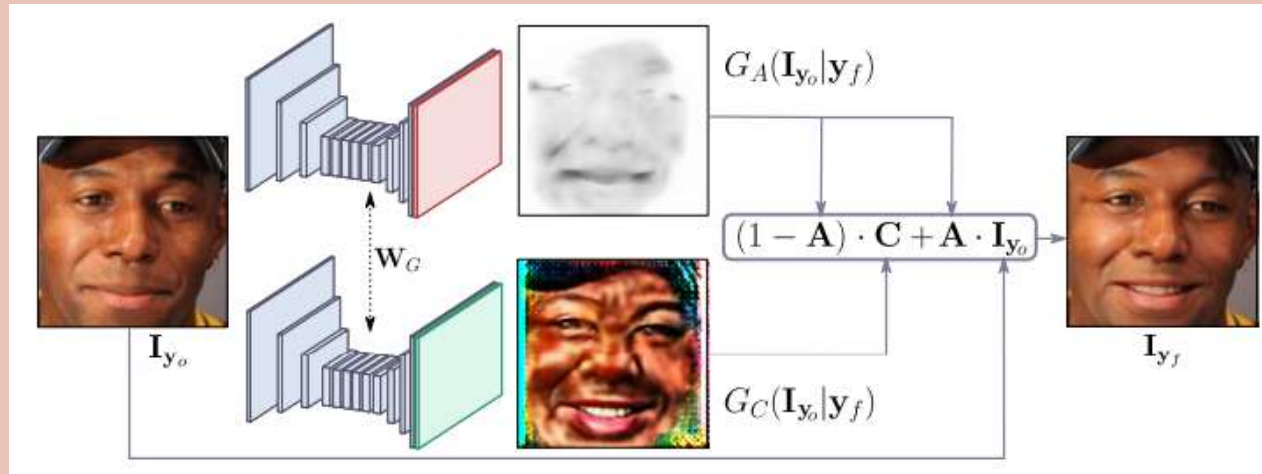 G_A(I_{y_o}|y_f)
(1 − A) · C + A · I_{y_o}
W_G
I_{y_o}
I_{y_f}
G_C(I_{y_o}|y_f)